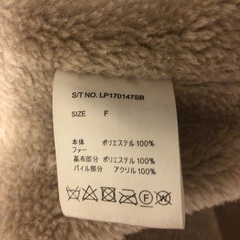 S/T NO. LP170147SB
SIZE F
本体 ポリエステル100%
ファー
基布部分 ポリエステル100%
パイル部分 アクリル100%